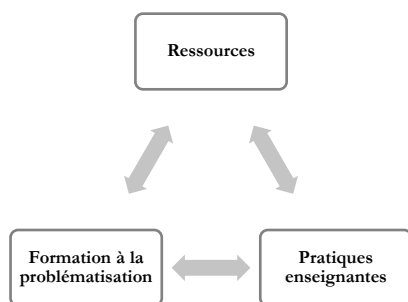 Ressources
Formation à la
problématisation
Pratiques
enseignantes